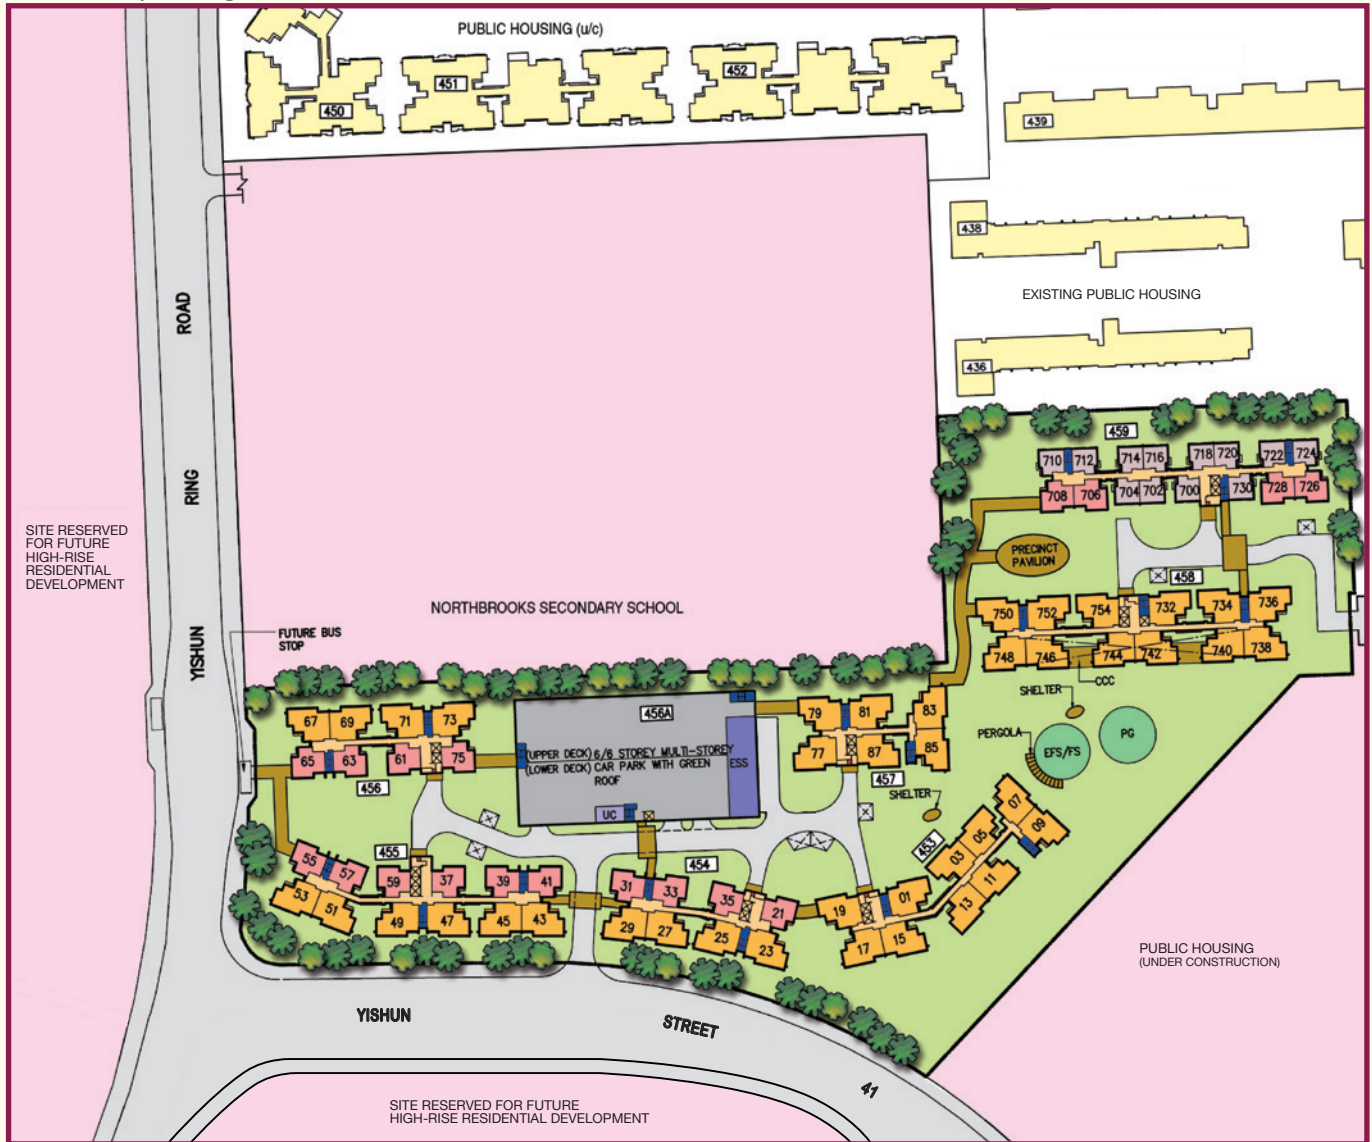 PUBLIC HOUSING (u/c)
450
451
452
439
438
EXISTING PUBLIC HOUSING
436
ROAD
RING
YISHUN
SITE RESERVED
FOR FUTURE
HIGH-RISE
RESIDENTIAL
DEVELOPMENT
NORTHBROOKS SECONDARY SCHOOL
FUTURE BUS
STOP
459
710 712 714 716 718 720 722 724
708 706 704 702 700 730 728 726
PRECINCT
PAVILION
458
750 752 754 732 734 736
748 746 744 742 740 738
CCC
SHELTER
PERGOLA
EFS/FS
PG
67 69 71 73
65 63 61 75
456
456A
(UPPER DECK) 6/6 STOREY MULTI-STOREY
(LOWER DECK) CAR PARK WITH GREEN
ROOF
ESS
UC
79 81 83
77 87 85
457
SHELTER
453
07
09
05
03
11
13
455
55 57 59 37 39 41
53 51 49 47 45 43
454
31 33 35 21
29 27 25 23
19 01
17 15
PUBLIC HOUSING
(UNDER CONSTRUCTION)
YISHUN
STREET
41
SITE RESERVED FOR FUTURE
HIGH-RISE RESIDENTIAL DEVELOPMENT